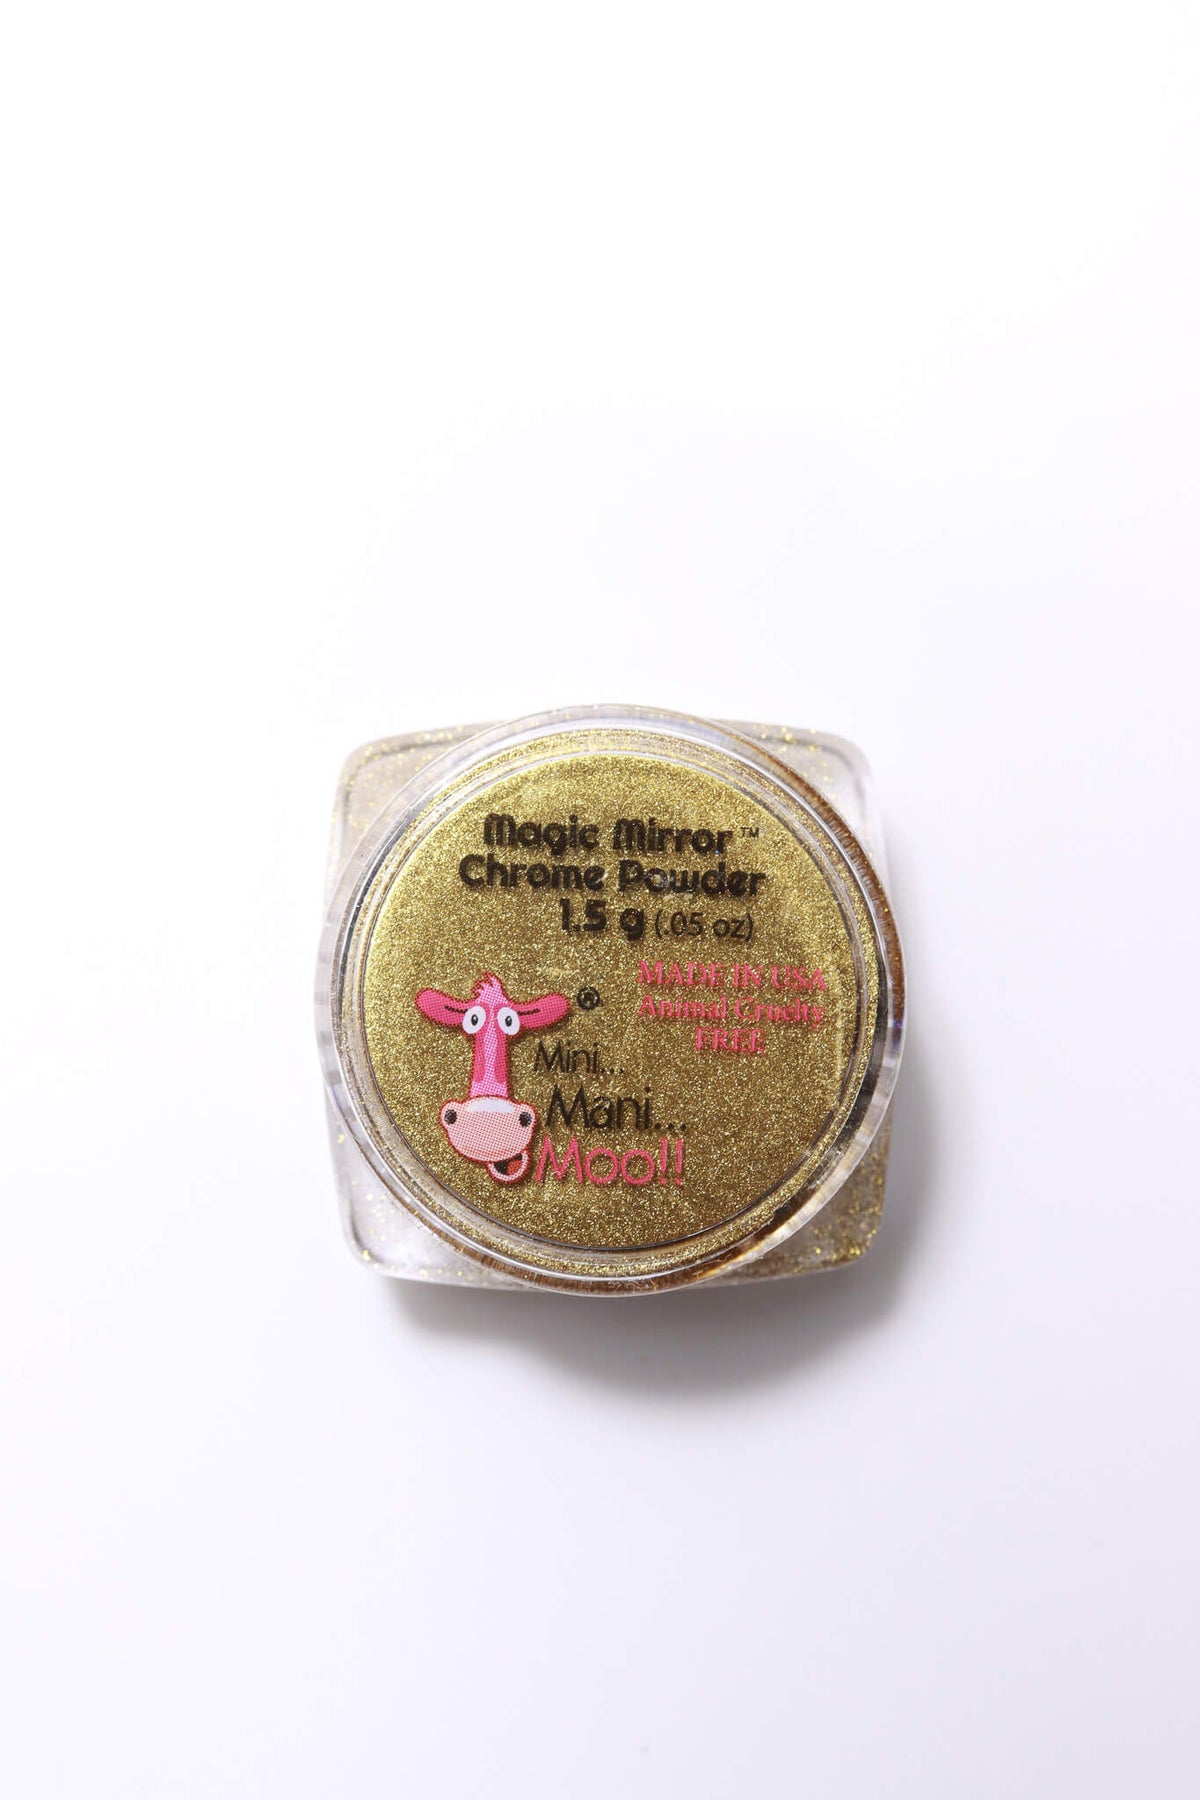 Magic Mirror™
Chrome Powder
1.5 g (.05 oz)
MADE IN USA
Animal Cruelty
FREE
®
Mini...
Mani...
Moo!!